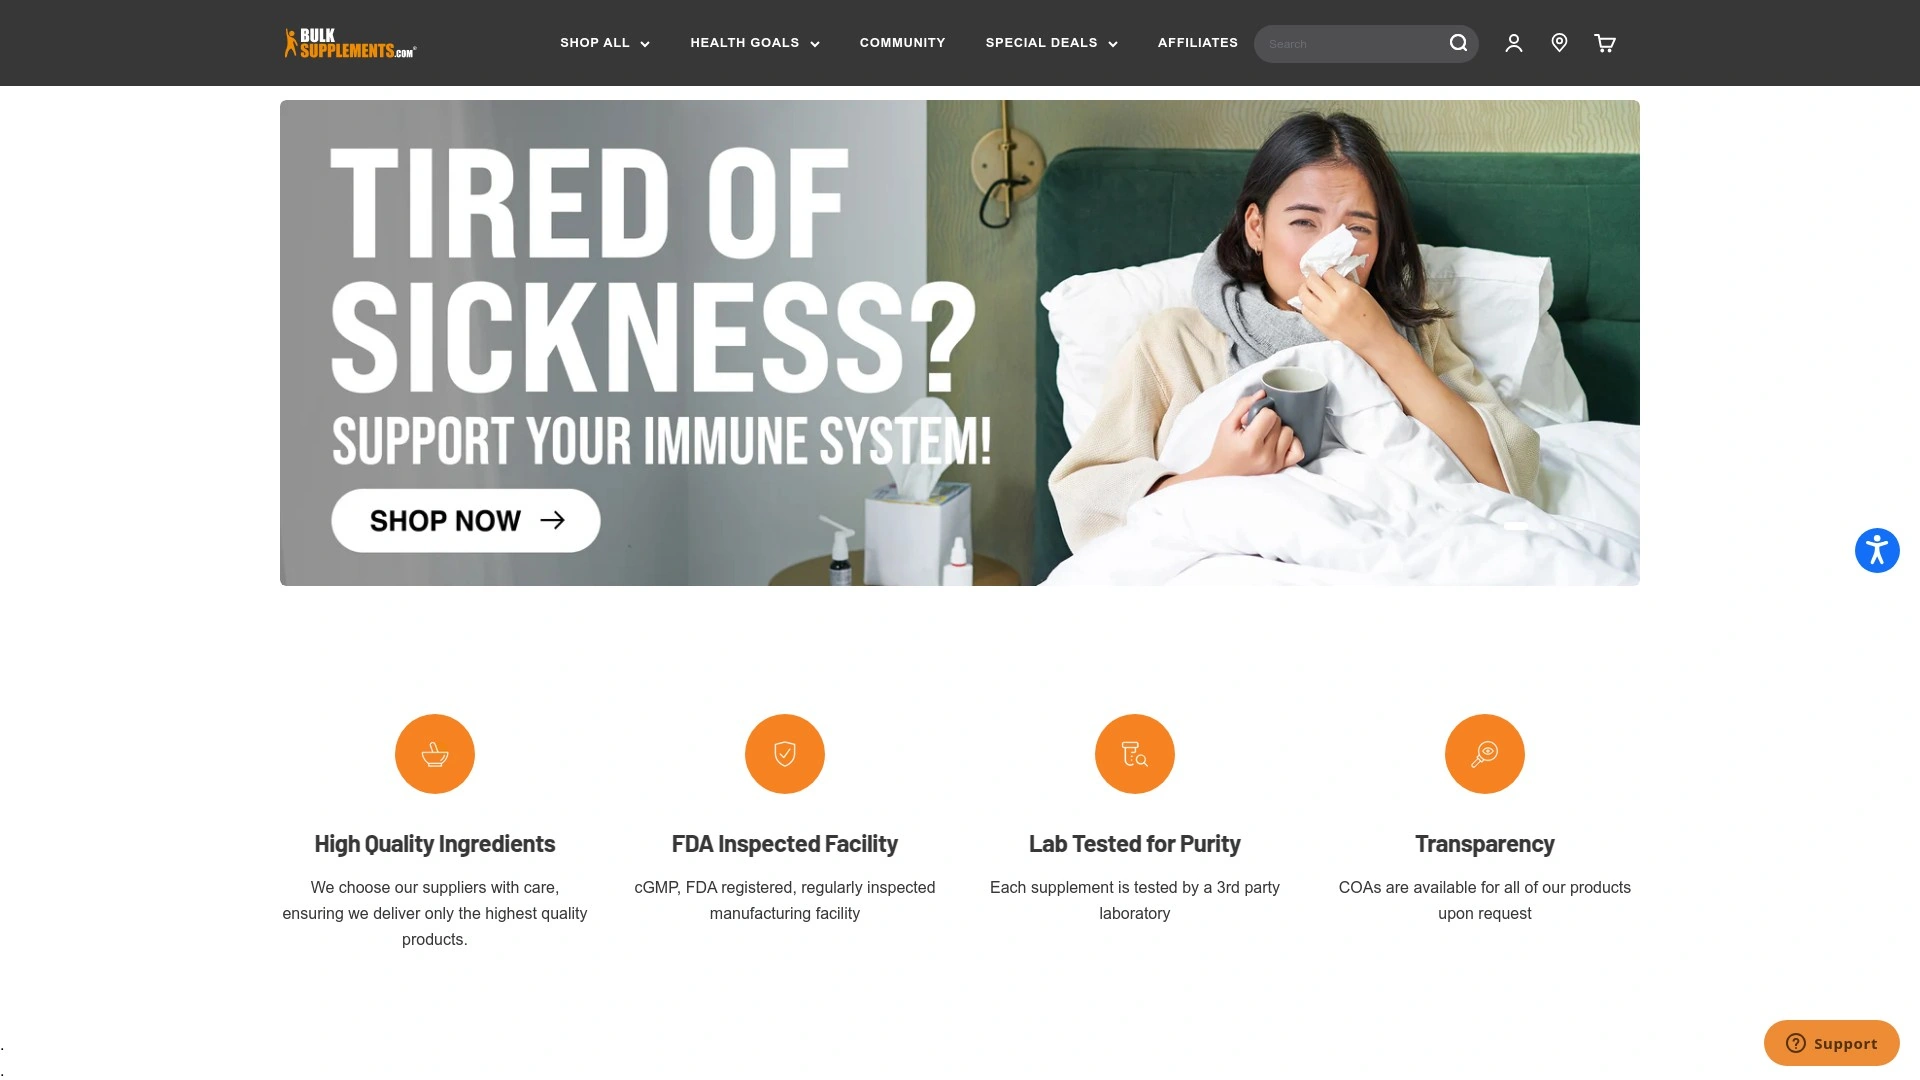 BULK
SUPPLEMENTS.COM®
SHOP ALL
HEALTH GOALS
COMMUNITY
SPECIAL DEALS
AFFILIATES
Search
TIRED OF
SICKNESS?
SUPPORT YOUR IMMUNE SYSTEM!
SHOP NOW →
High Quality Ingredients
We choose our suppliers with care,
ensuring we deliver only the highest quality
products.
FDA Inspected Facility
cGMP, FDA registered, regularly inspected
manufacturing facility
Lab Tested for Purity
Each supplement is tested by a 3rd party
laboratory
Transparency
COAs are available for all of our products
upon request
.
.
Support